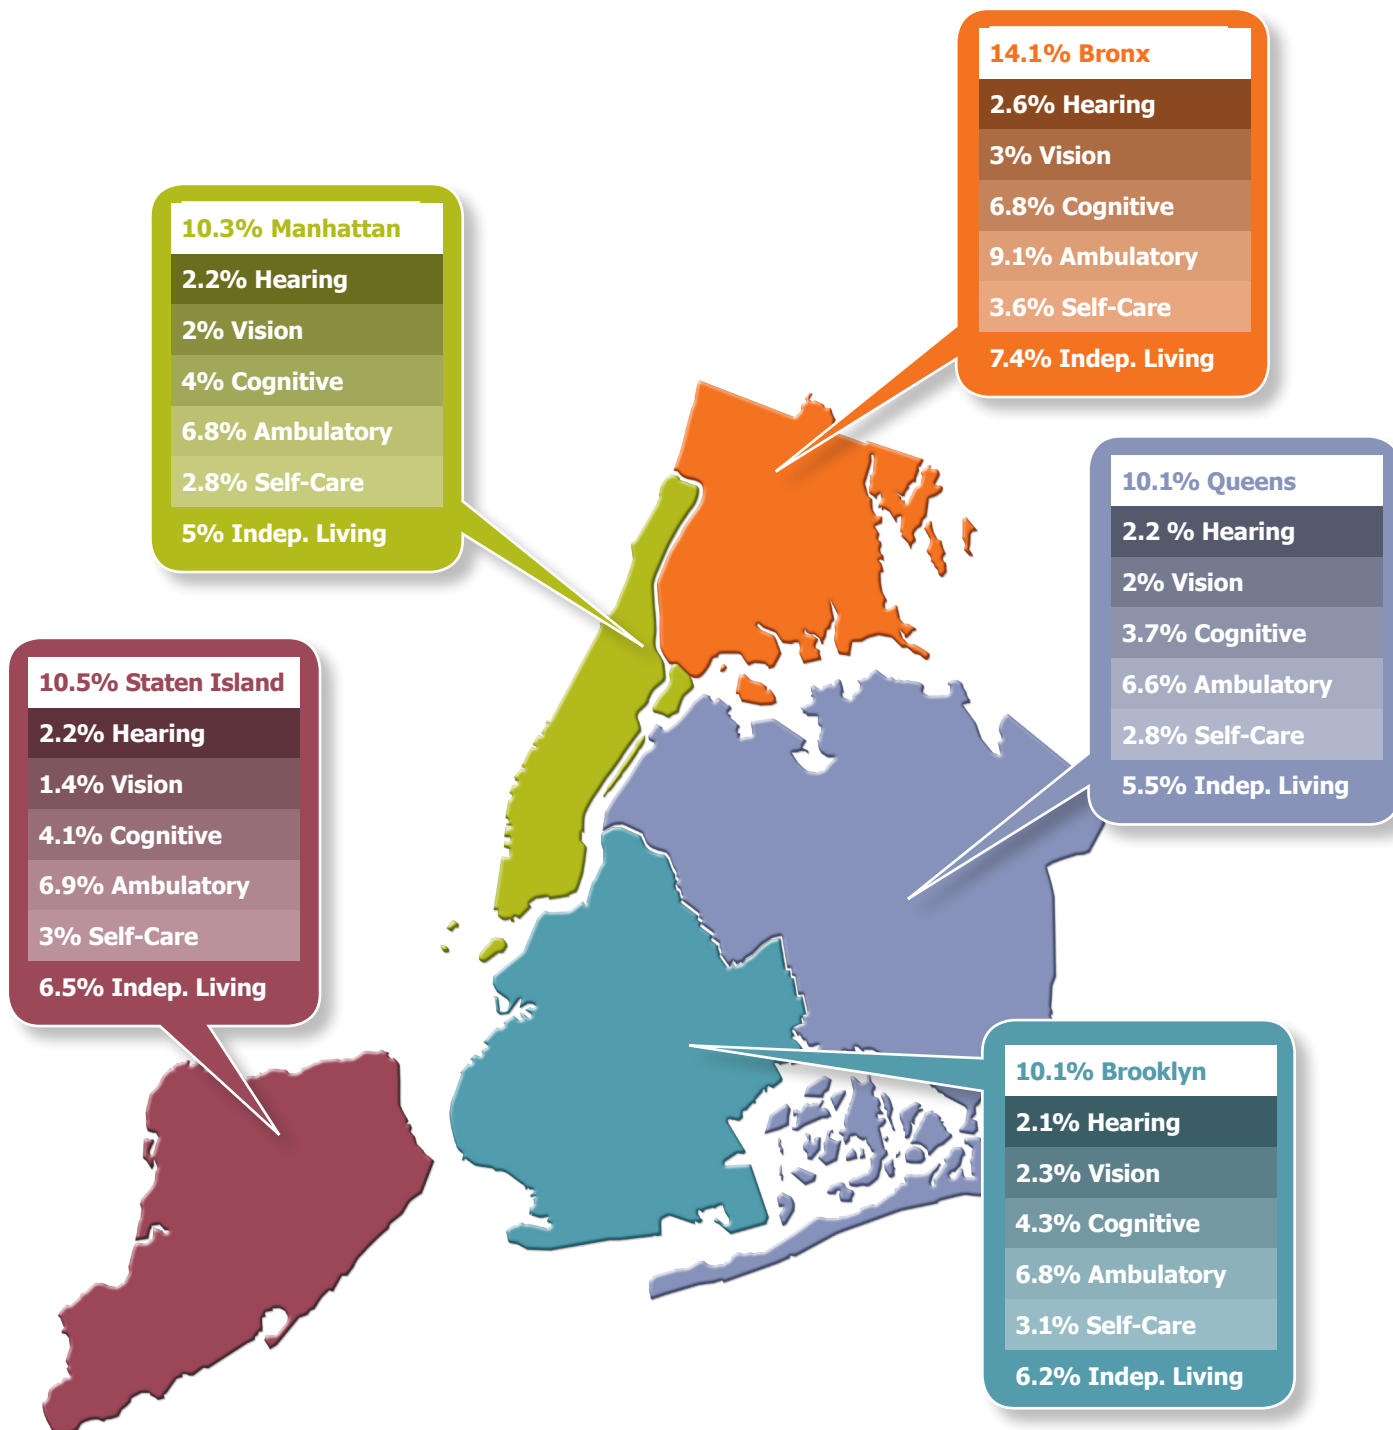 14.1% Bronx
2.6% Hearing
3% Vision
6.8% Cognitive
9.1% Ambulatory
3.6% Self-Care
7.4% Indep. Living
10.3% Manhattan
2.2% Hearing
2% Vision
4% Cognitive
6.8% Ambulatory
2.8% Self-Care
5% Indep. Living
10.1% Queens
2.2 % Hearing
2% Vision
3.7% Cognitive
6.6% Ambulatory
2.8% Self-Care
5.5% Indep. Living
10.5% Staten Island
2.2% Hearing
1.4% Vision
4.1% Cognitive
6.9% Ambulatory
3% Self-Care
6.5% Indep. Living
10.1% Brooklyn
2.1% Hearing
2.3% Vision
4.3% Cognitive
6.8% Ambulatory
3.1% Self-Care
6.2% Indep. Living